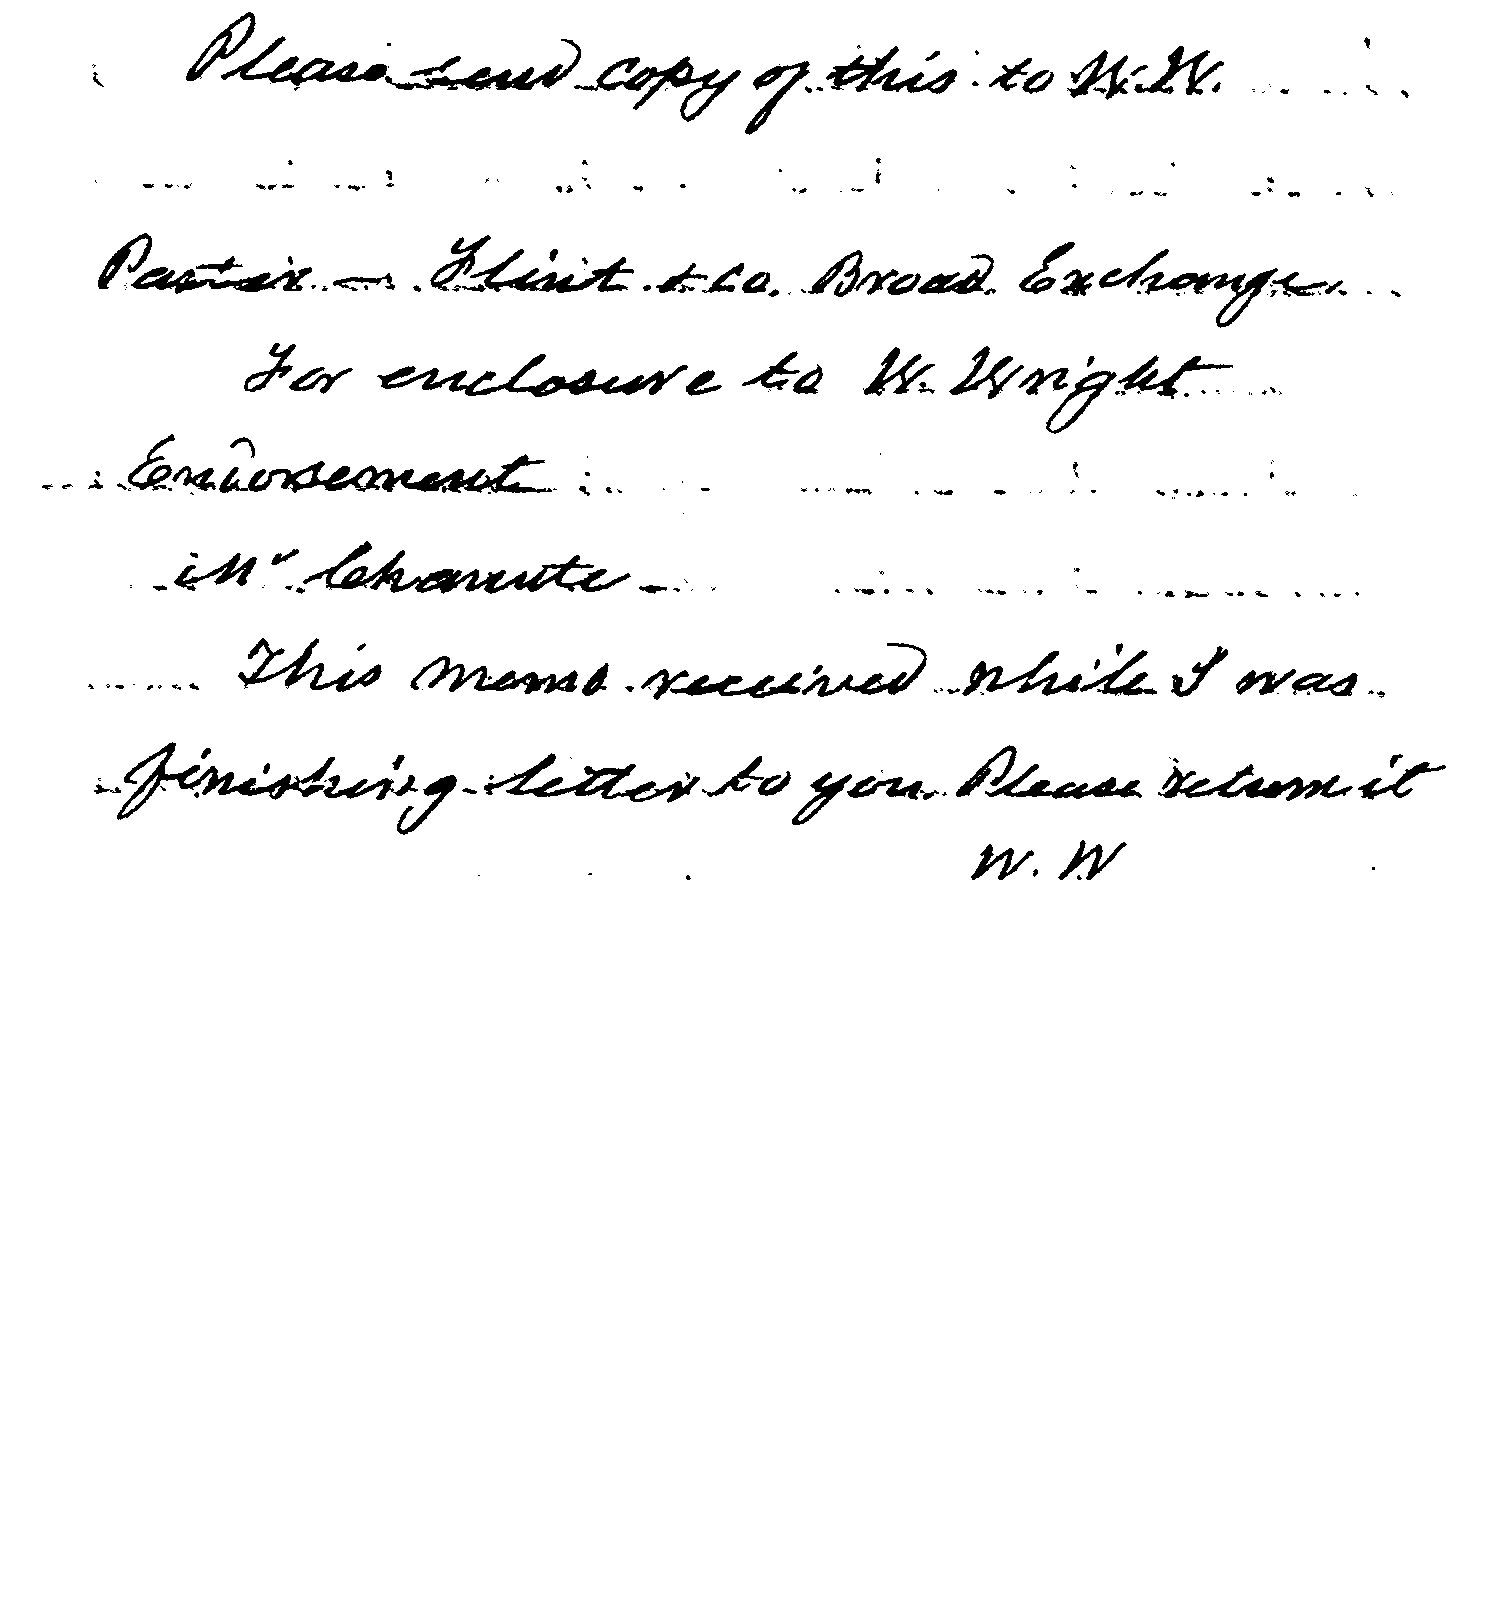 Please send copy of this to W.W.
— Flint & Co. Broad Exchange.
For enclosure to W. Wright
Endorsement
Mr Chanute
This memo received while I was
finishing letter to you. Please return it
W. W